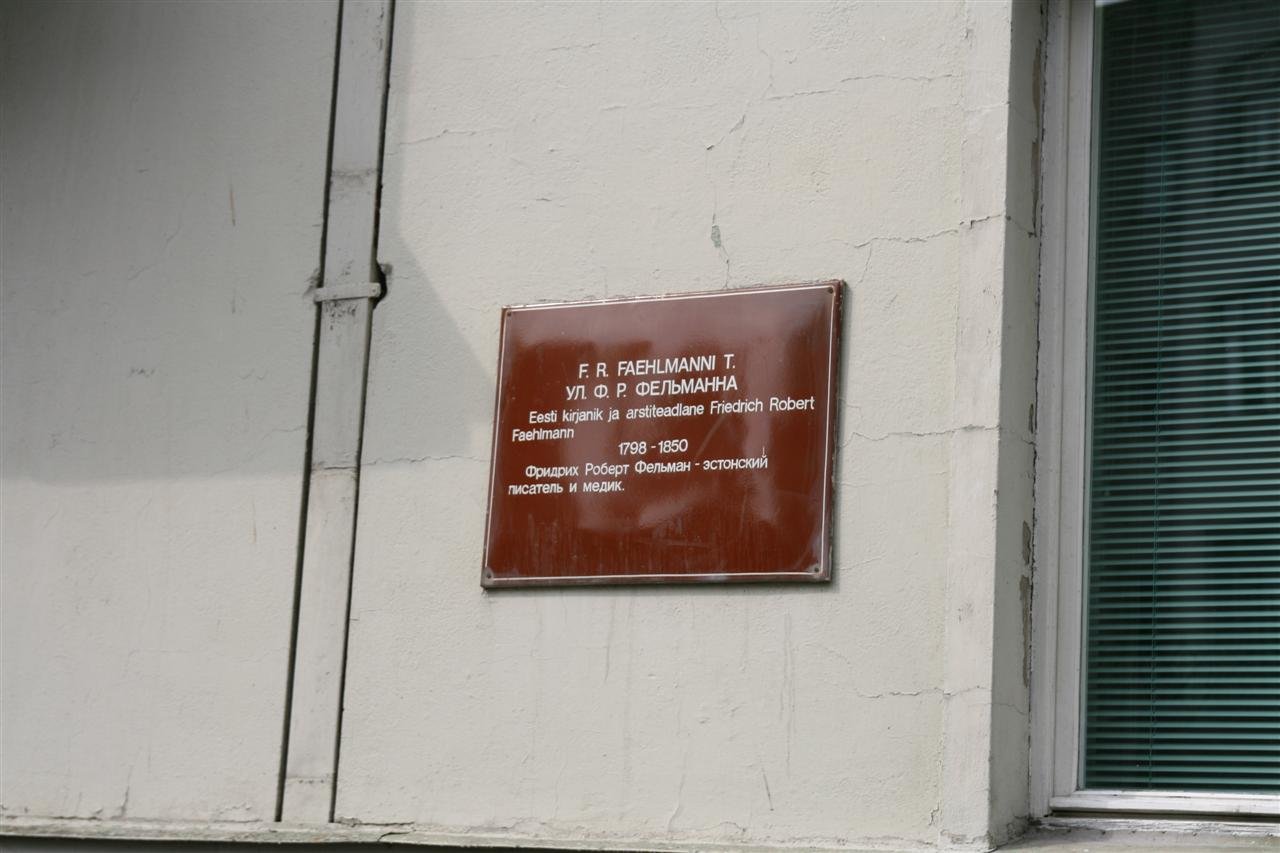 F. R. FAEHLMANNI T.
УЛ. Ф. Р. ФЕЛЬМАННА
Eesti kirjanik ja arstiteadlane Friedrich Robert
Faehlmann
1798 - 1850
Фридрих Роберт Фельман - эстонский
писатель и медик.